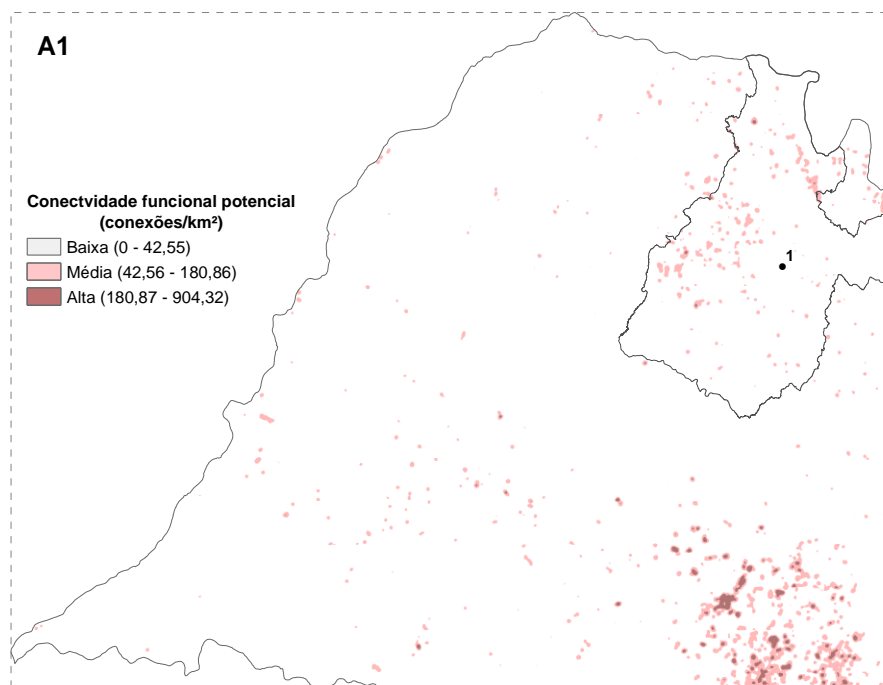 A1
Conectvidade funcional potencial
(conexões/km²)
Baixa (0 - 42,55)
Média (42,56 - 180,86)
Alta (180,87 - 904,32)
1